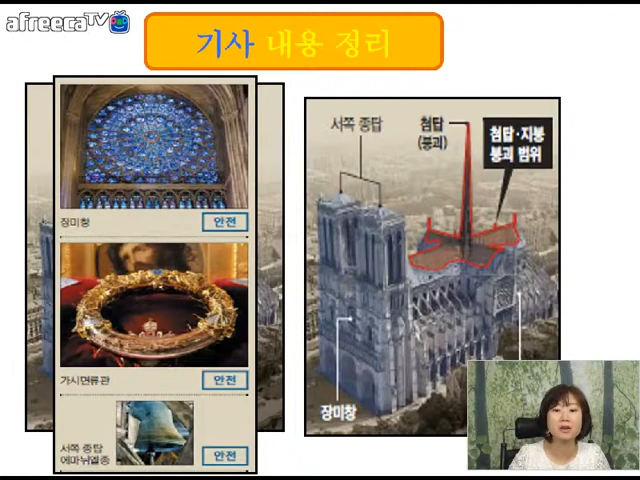 afreecaTV
기사 내용 정리
장미창
안전
가시면류관
안전
서쪽 종탑
에마뉘엘종
안전
서쪽 종탑
첨탑
(붕괴)
첨탑·지붕
붕괴 범위
장미창